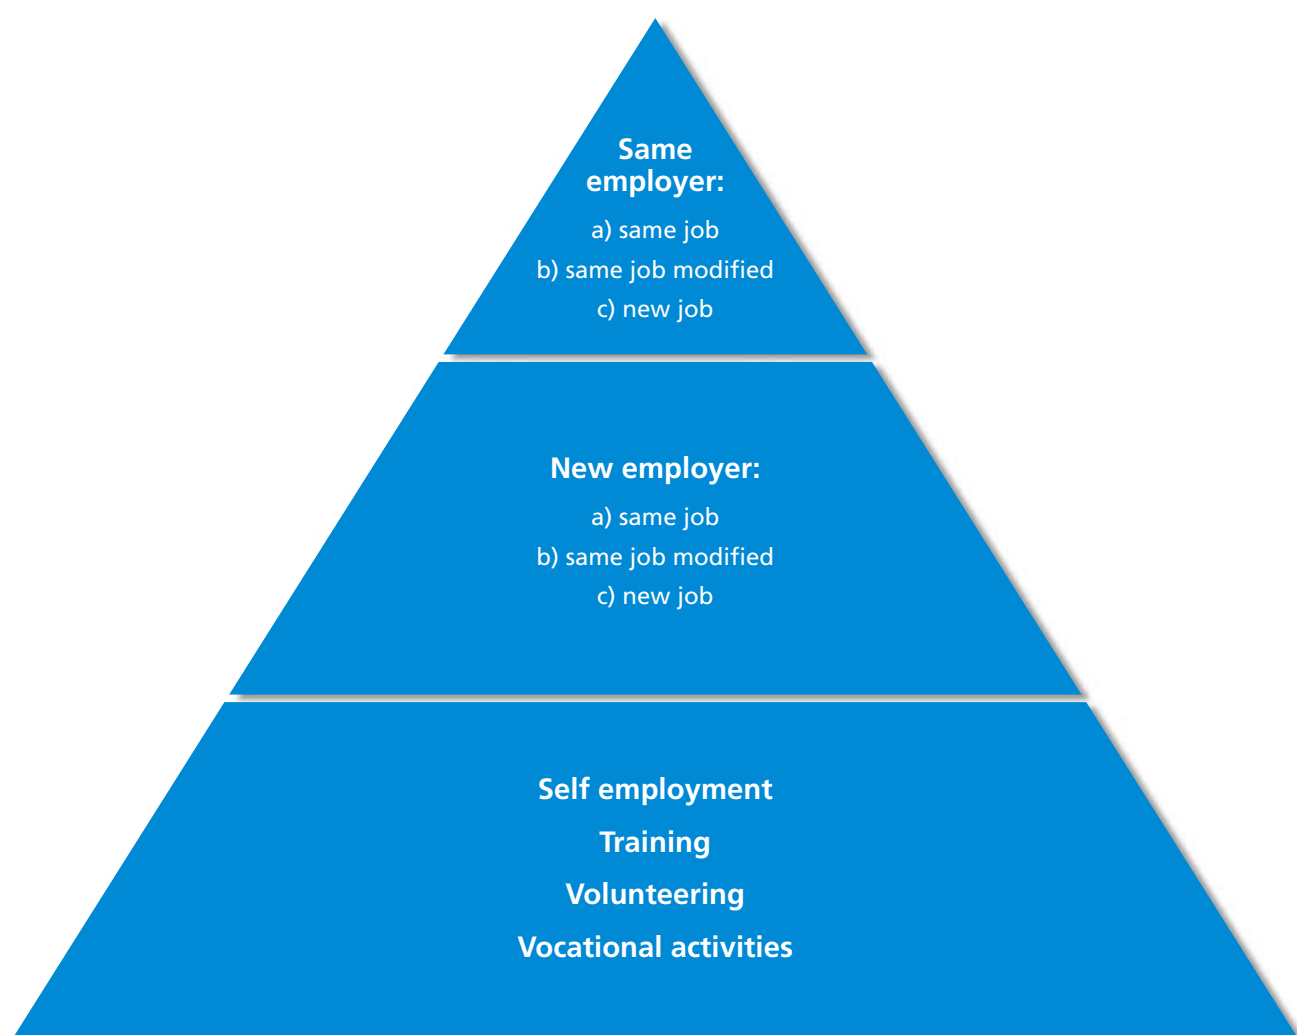 Same
employer:
a) same job
b) same job modified
c) new job
New employer:
a) same job
b) same job modified
c) new job
Self employment
Training
Volunteering
Vocational activities